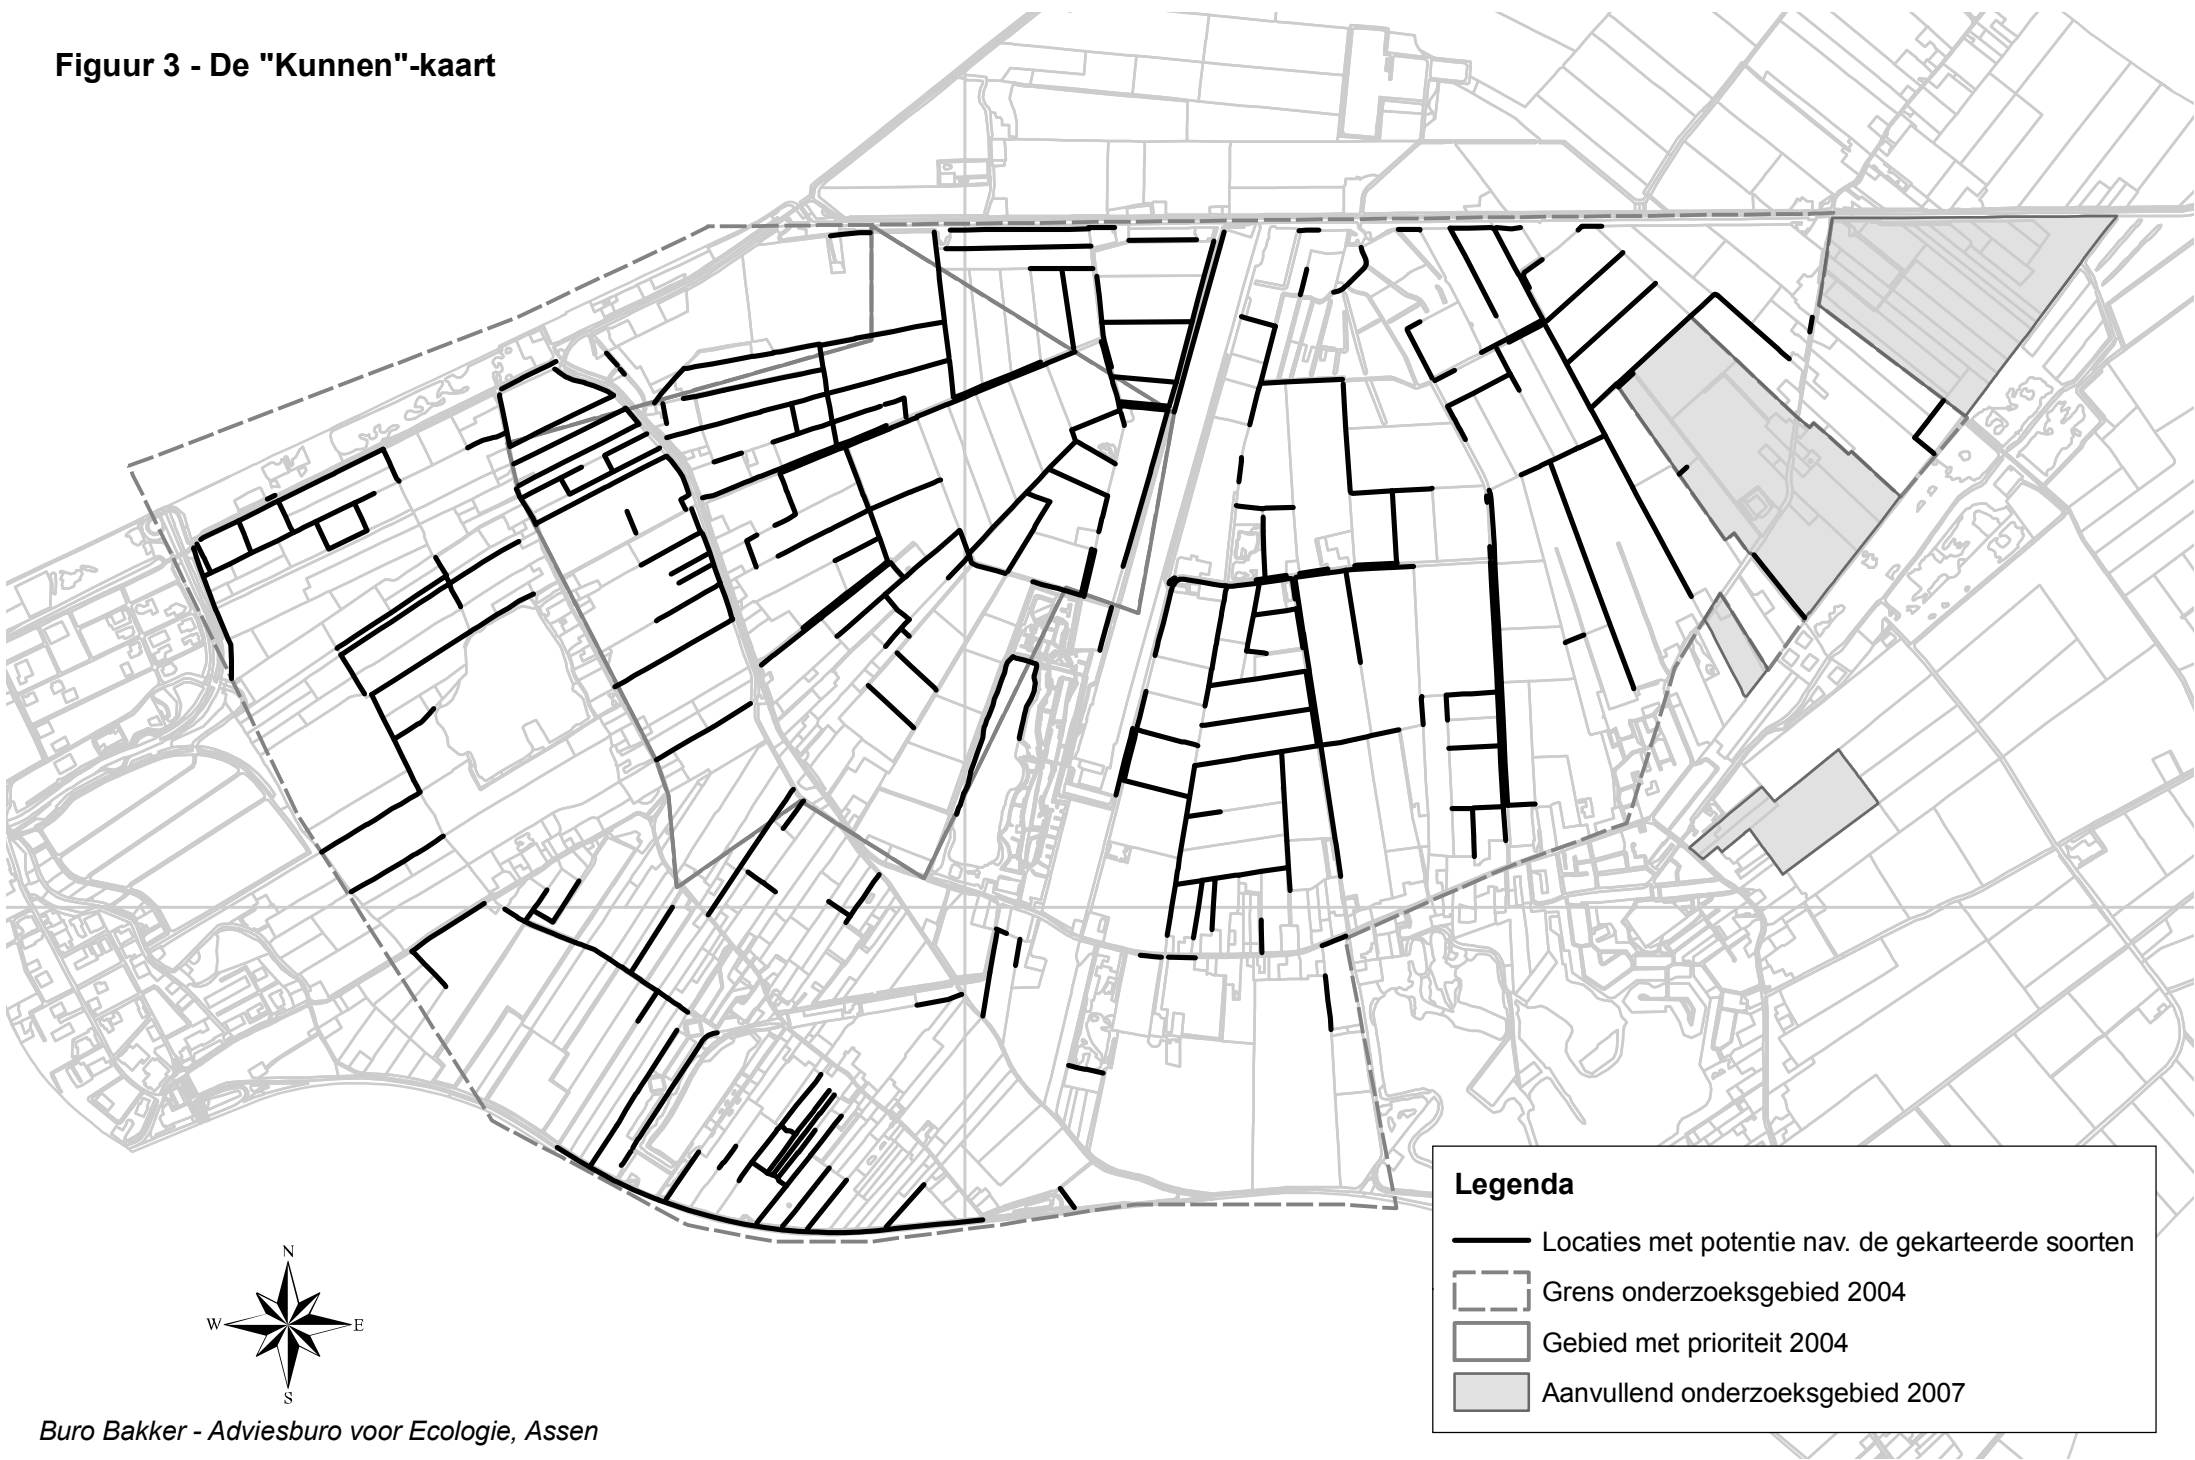 Figuur 3 - De "Kunnen"-kaart
Legenda
Locaties met potentie nav. de gekarteerde soorten
Grens onderzoeksgebied 2004
Gebied met prioriteit 2004
Aanvullend onderzoeksgebied 2007
N
W E
S
Buro Bakker - Adviesburo voor Ecologie, Assen